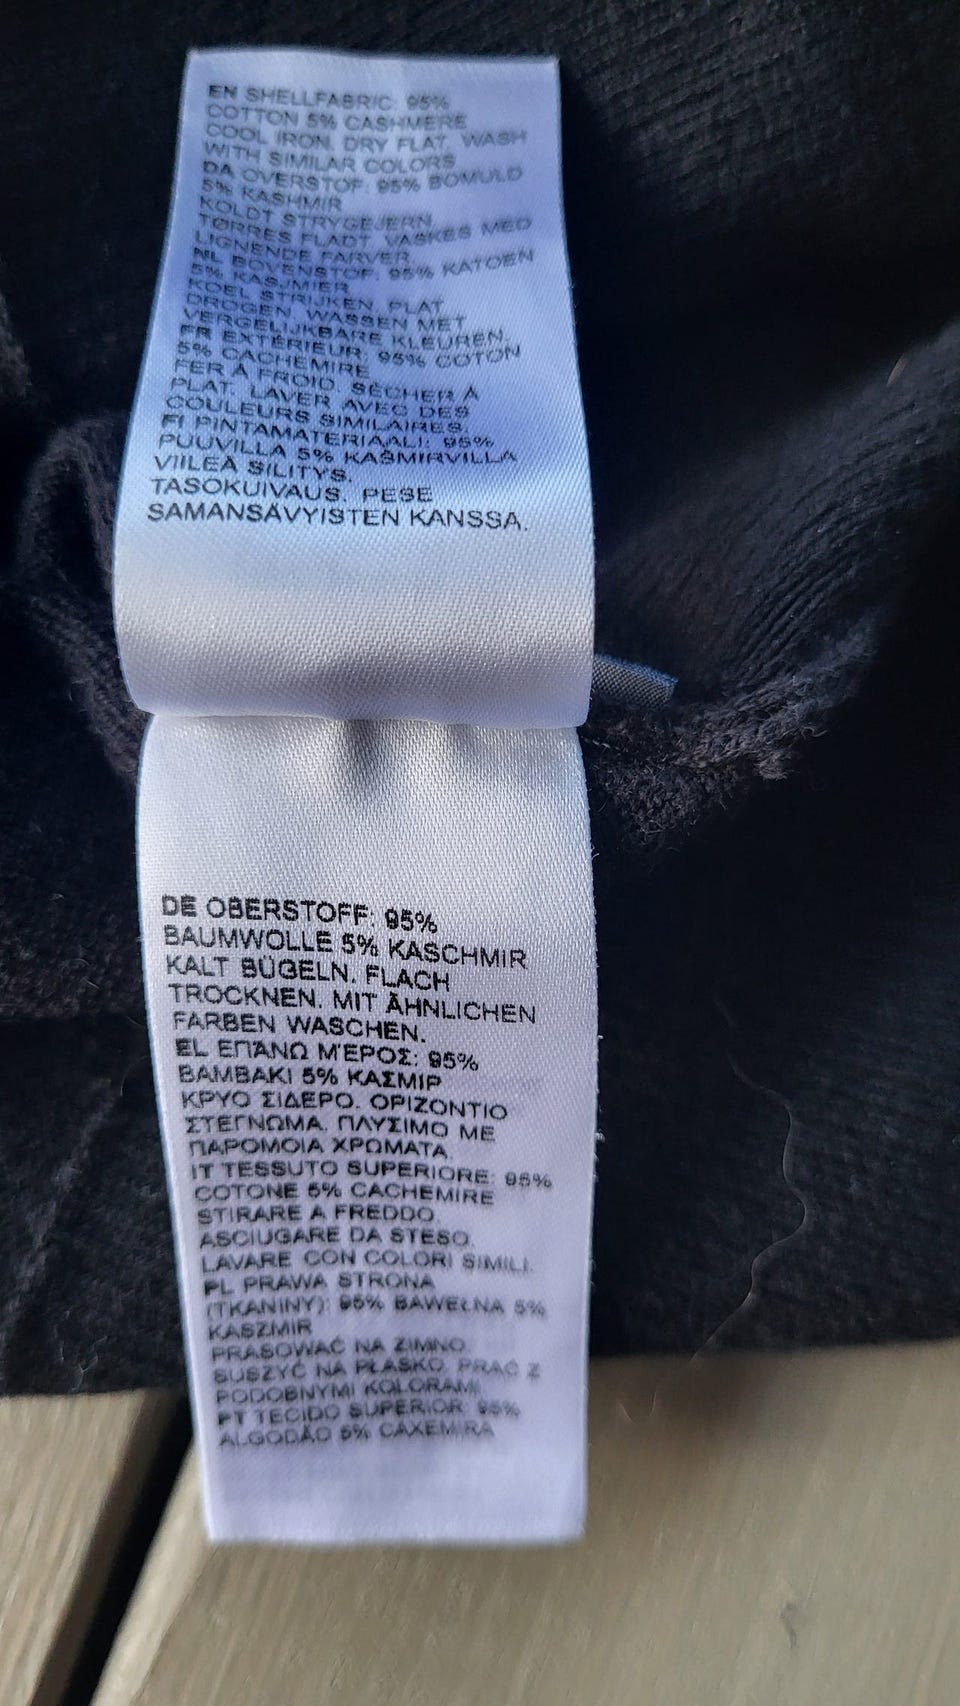 EN SHELLFABRIC: 95%
COTTON 5% CASHMERE
COOL IRON. DRY FLAT. WASH
WITH SIMILAR COLORS
DA OVERSTOF: 95% BOMULD
5% KASHMIR
KOLDT STRYGEJERN.
TØRRES FLADT. VASKES MED
LIGNENDE FARVER.
NL BOVENSTOF: 95% KATOEN
5% KASJMIER
KOEL STRIJKEN. PLAT
DROGEN. WASSEN MET
VERGELIJKBARE KLEUREN.
FR EXTÉRIEUR: 95% COTON
5% CACHEMIRE
FER À FROID. SÉCHER À
PLAT. LAVER AVEC DES
COULEURS SIMILAIRES.
FI PINTAMATERIAALI: 95%
PUUVILLA 5% KAŠMIRVILLA
VIILEÄ SILITYS.
TASOKUIVAUS. PESE
SAMANSÄVYISTEN KANSSA.
DE OBERSTOFF: 95%
BAUMWOLLE 5% KASCHMIR
KALT BÜGELN. FLACH
TROCKNEN. MIT ÄHNLICHEN
FARBEN WASCHEN.
EL ΕΠΆΝΩ ΜΈΡΟΣ: 95%
ΒΑΜΒΑΚΙ 5% ΚΑΣΜΙΡ
ΚΡΥΟ ΣΙΔΕΡΟ. ΟΡΙΖΟΝΤΙΟ
ΣΤΕΓΝΩΜΑ. ΠΛΥΣΙΜΟ ΜΕ
ΠΑΡΟΜΟΙΑ ΧΡΩΜΑΤΑ.
IT TESSUTO SUPERIORE: 95%
COTONE 5% CACHEMIRE
STIRARE A FREDDO.
ASCIUGARE DA STESO.
LAVARE CON COLORI SIMILI.
PL PRAWA STRONA
(TKANINY): 95% BAWEŁNA 5%
KASZMIR
PRASOWAĆ NA ZIMNO.
SUSZYĆ NA PŁASKO. PRAĆ Z
PODOBNYMI KOLORAMI.
PT TECIDO SUPERIOR: 95%
ALGODÃO 5% CAXEMIRA